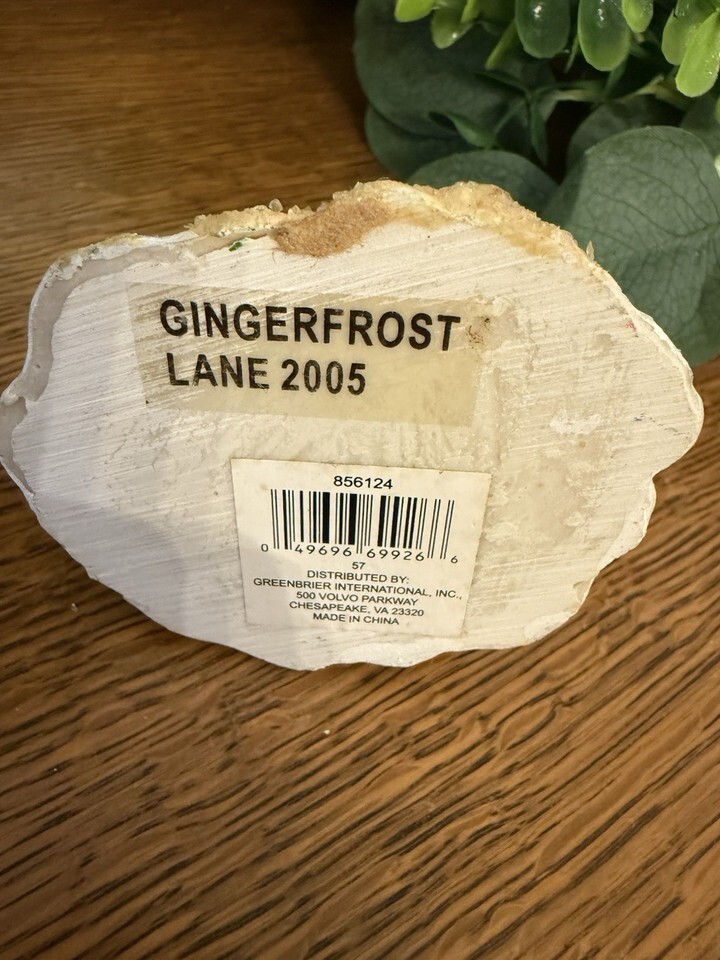 GINGERFROST
LANE 2005
856124
0 49696 69926 6
57
DISTRIBUTED BY:
GREENBRIER INTERNATIONAL, INC.,
500 VOLVO PARKWAY
CHESAPEAKE, VA 23320
MADE IN CHINA